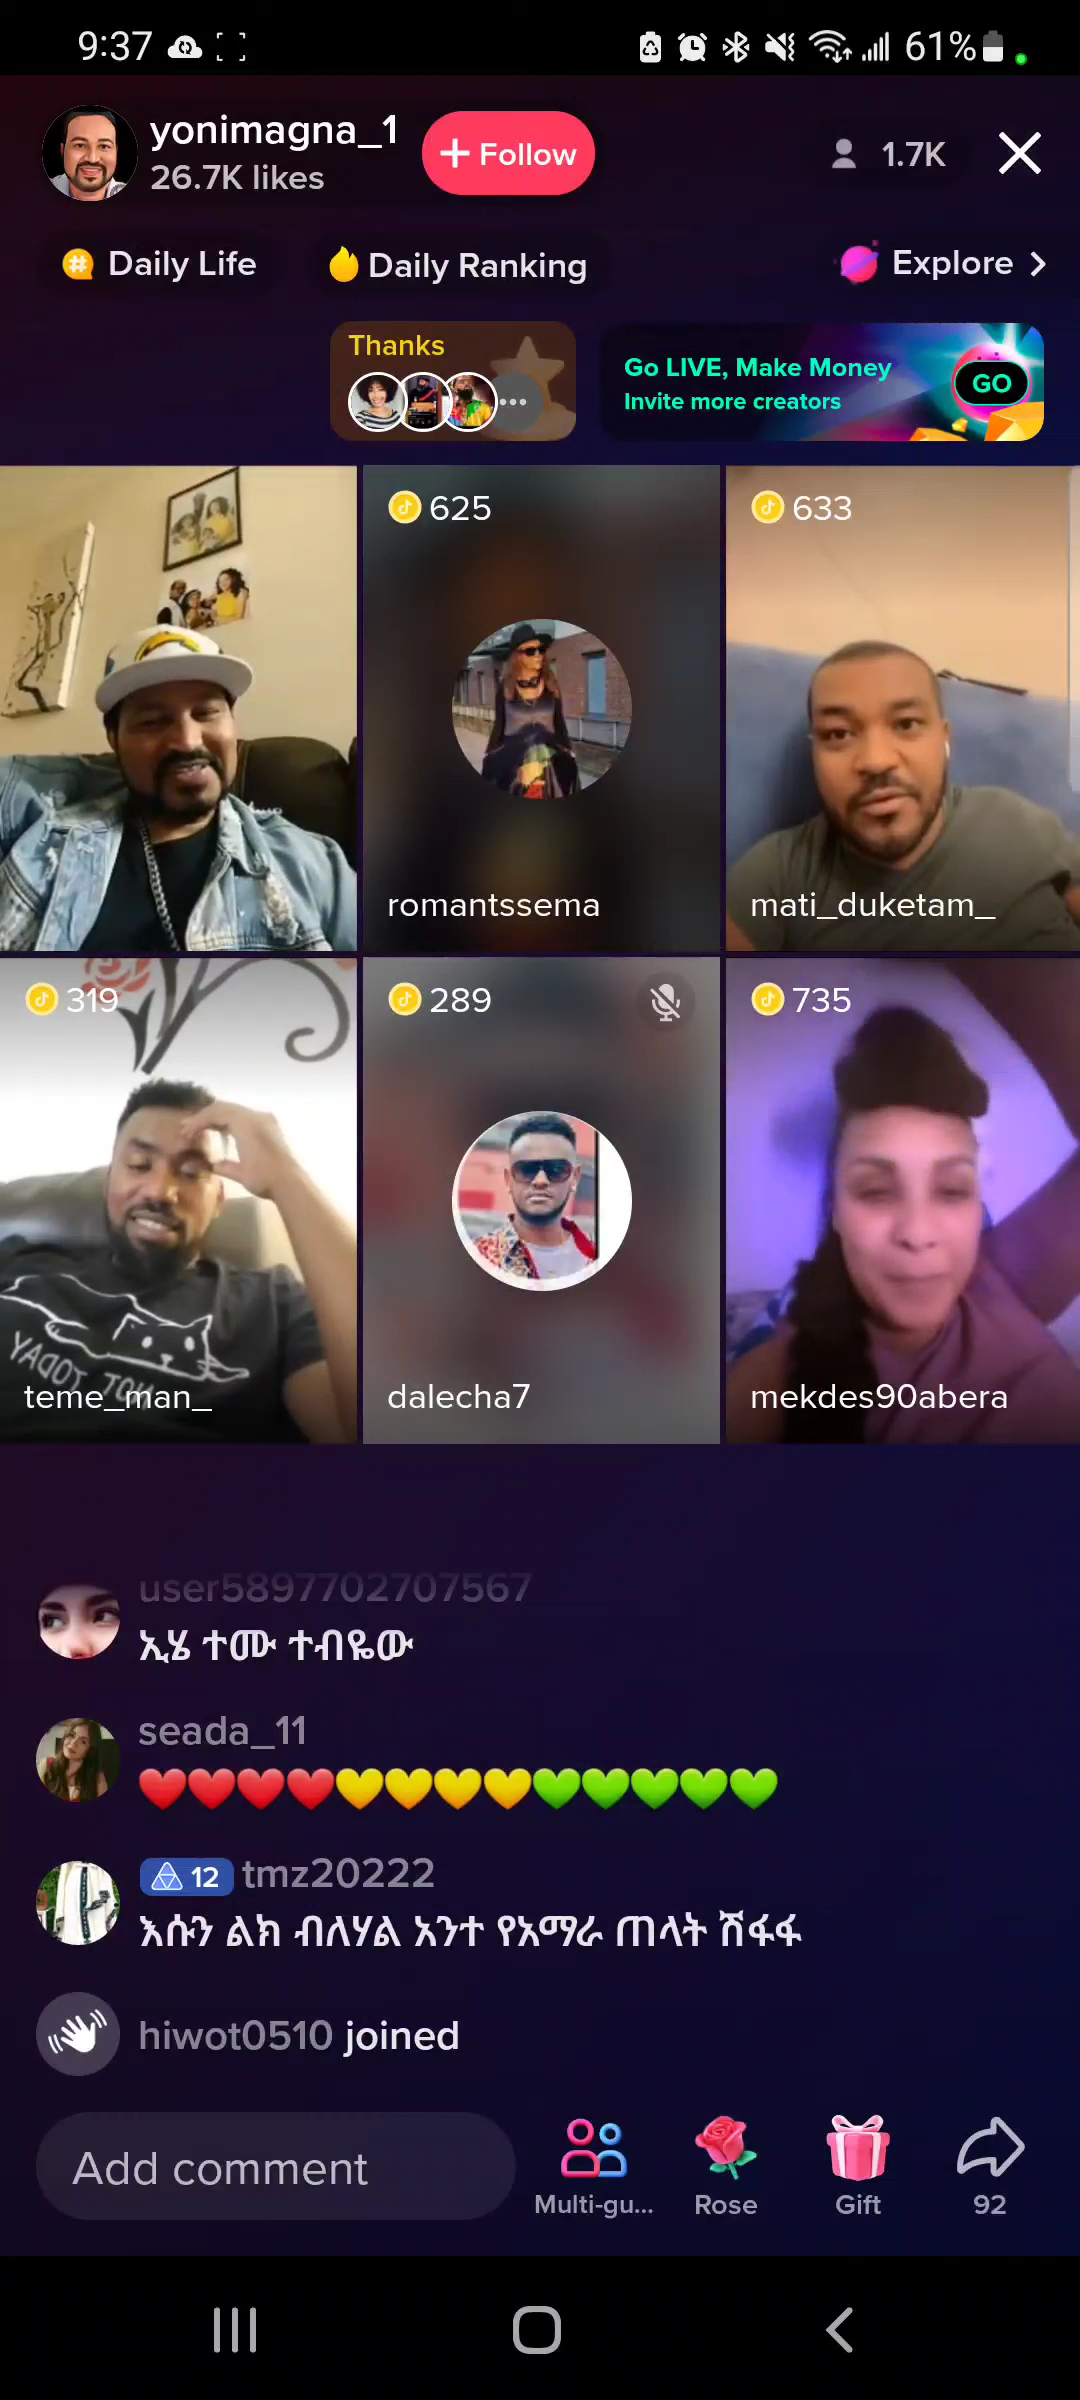 9:37
61%
yonimagna_1
26.7K likes
+ Follow
1.7K
Daily Life
Daily Ranking
Explore >
Thanks
Go LIVE, Make Money
Invite more creators
GO
625
633
romantssema
mati_duketam_
319
289
735
TODAY
NOT
teme_man_
dalecha7
mekdes90abera
user5897702707567
ኢሄ ተሙ ተብዬው
seada_11
12 tmz20222
እሱን ልክ ብለሃል አንተ የአማራ ጠላት ሽፋፋ
hiwot0510 joined
Add comment
Multi-gu...
Rose
Gift
92